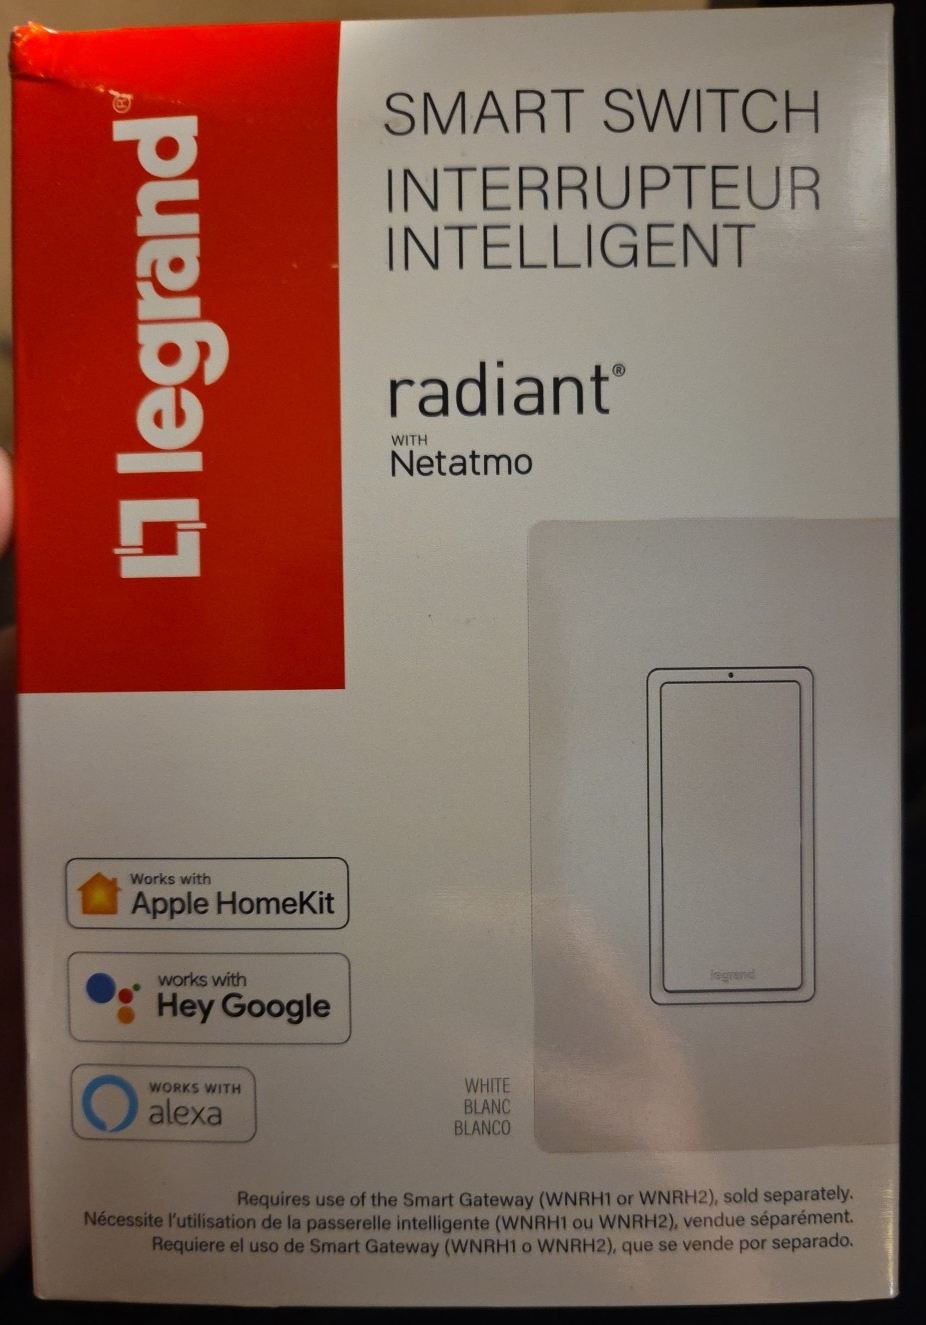 legrand®
SMART SWITCH
INTERRUPTEUR
INTELLIGENT
radiant®
WITH
Netatmo
legrand
Works with
Apple HomeKit
works with
Hey Google
WORKS WITH
alexa
WHITE
BLANC
BLANCO
Requires use of the Smart Gateway (WNRH1 or WNRH2), sold separately.
Nécessite l'utilisation de la passerelle intelligente (WNRH1 ou WNRH2), vendue séparément.
Requiere el uso de Smart Gateway (WNRH1 o WNRH2), que se vende por separado.